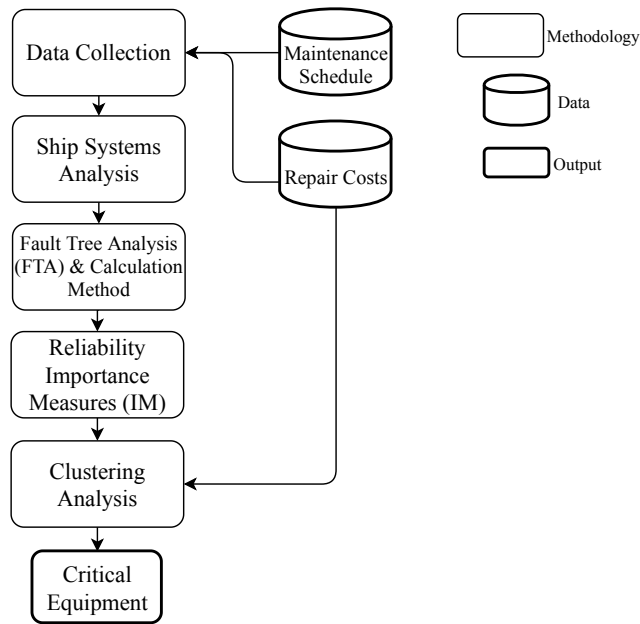 Data Collection
Maintenance
Schedule
Ship Systems
Analysis
Repair Costs
Fault Tree Analysis
(FTA) & Calculation
Method
Reliability
Importance
Measures (IM)
Clustering
Analysis
Critical
Equipment
Methodology
Data
Output